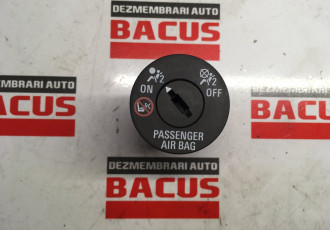 DEZMEMBRARI AUTO
BACUS
DEZMEMBRARI AUTO
BACUS
ON
OFF
PASSENGER
AIR BAG
DEZMEMBRARI AUTO
BACUS
DEZMEMBRARI AUTO
BACUS